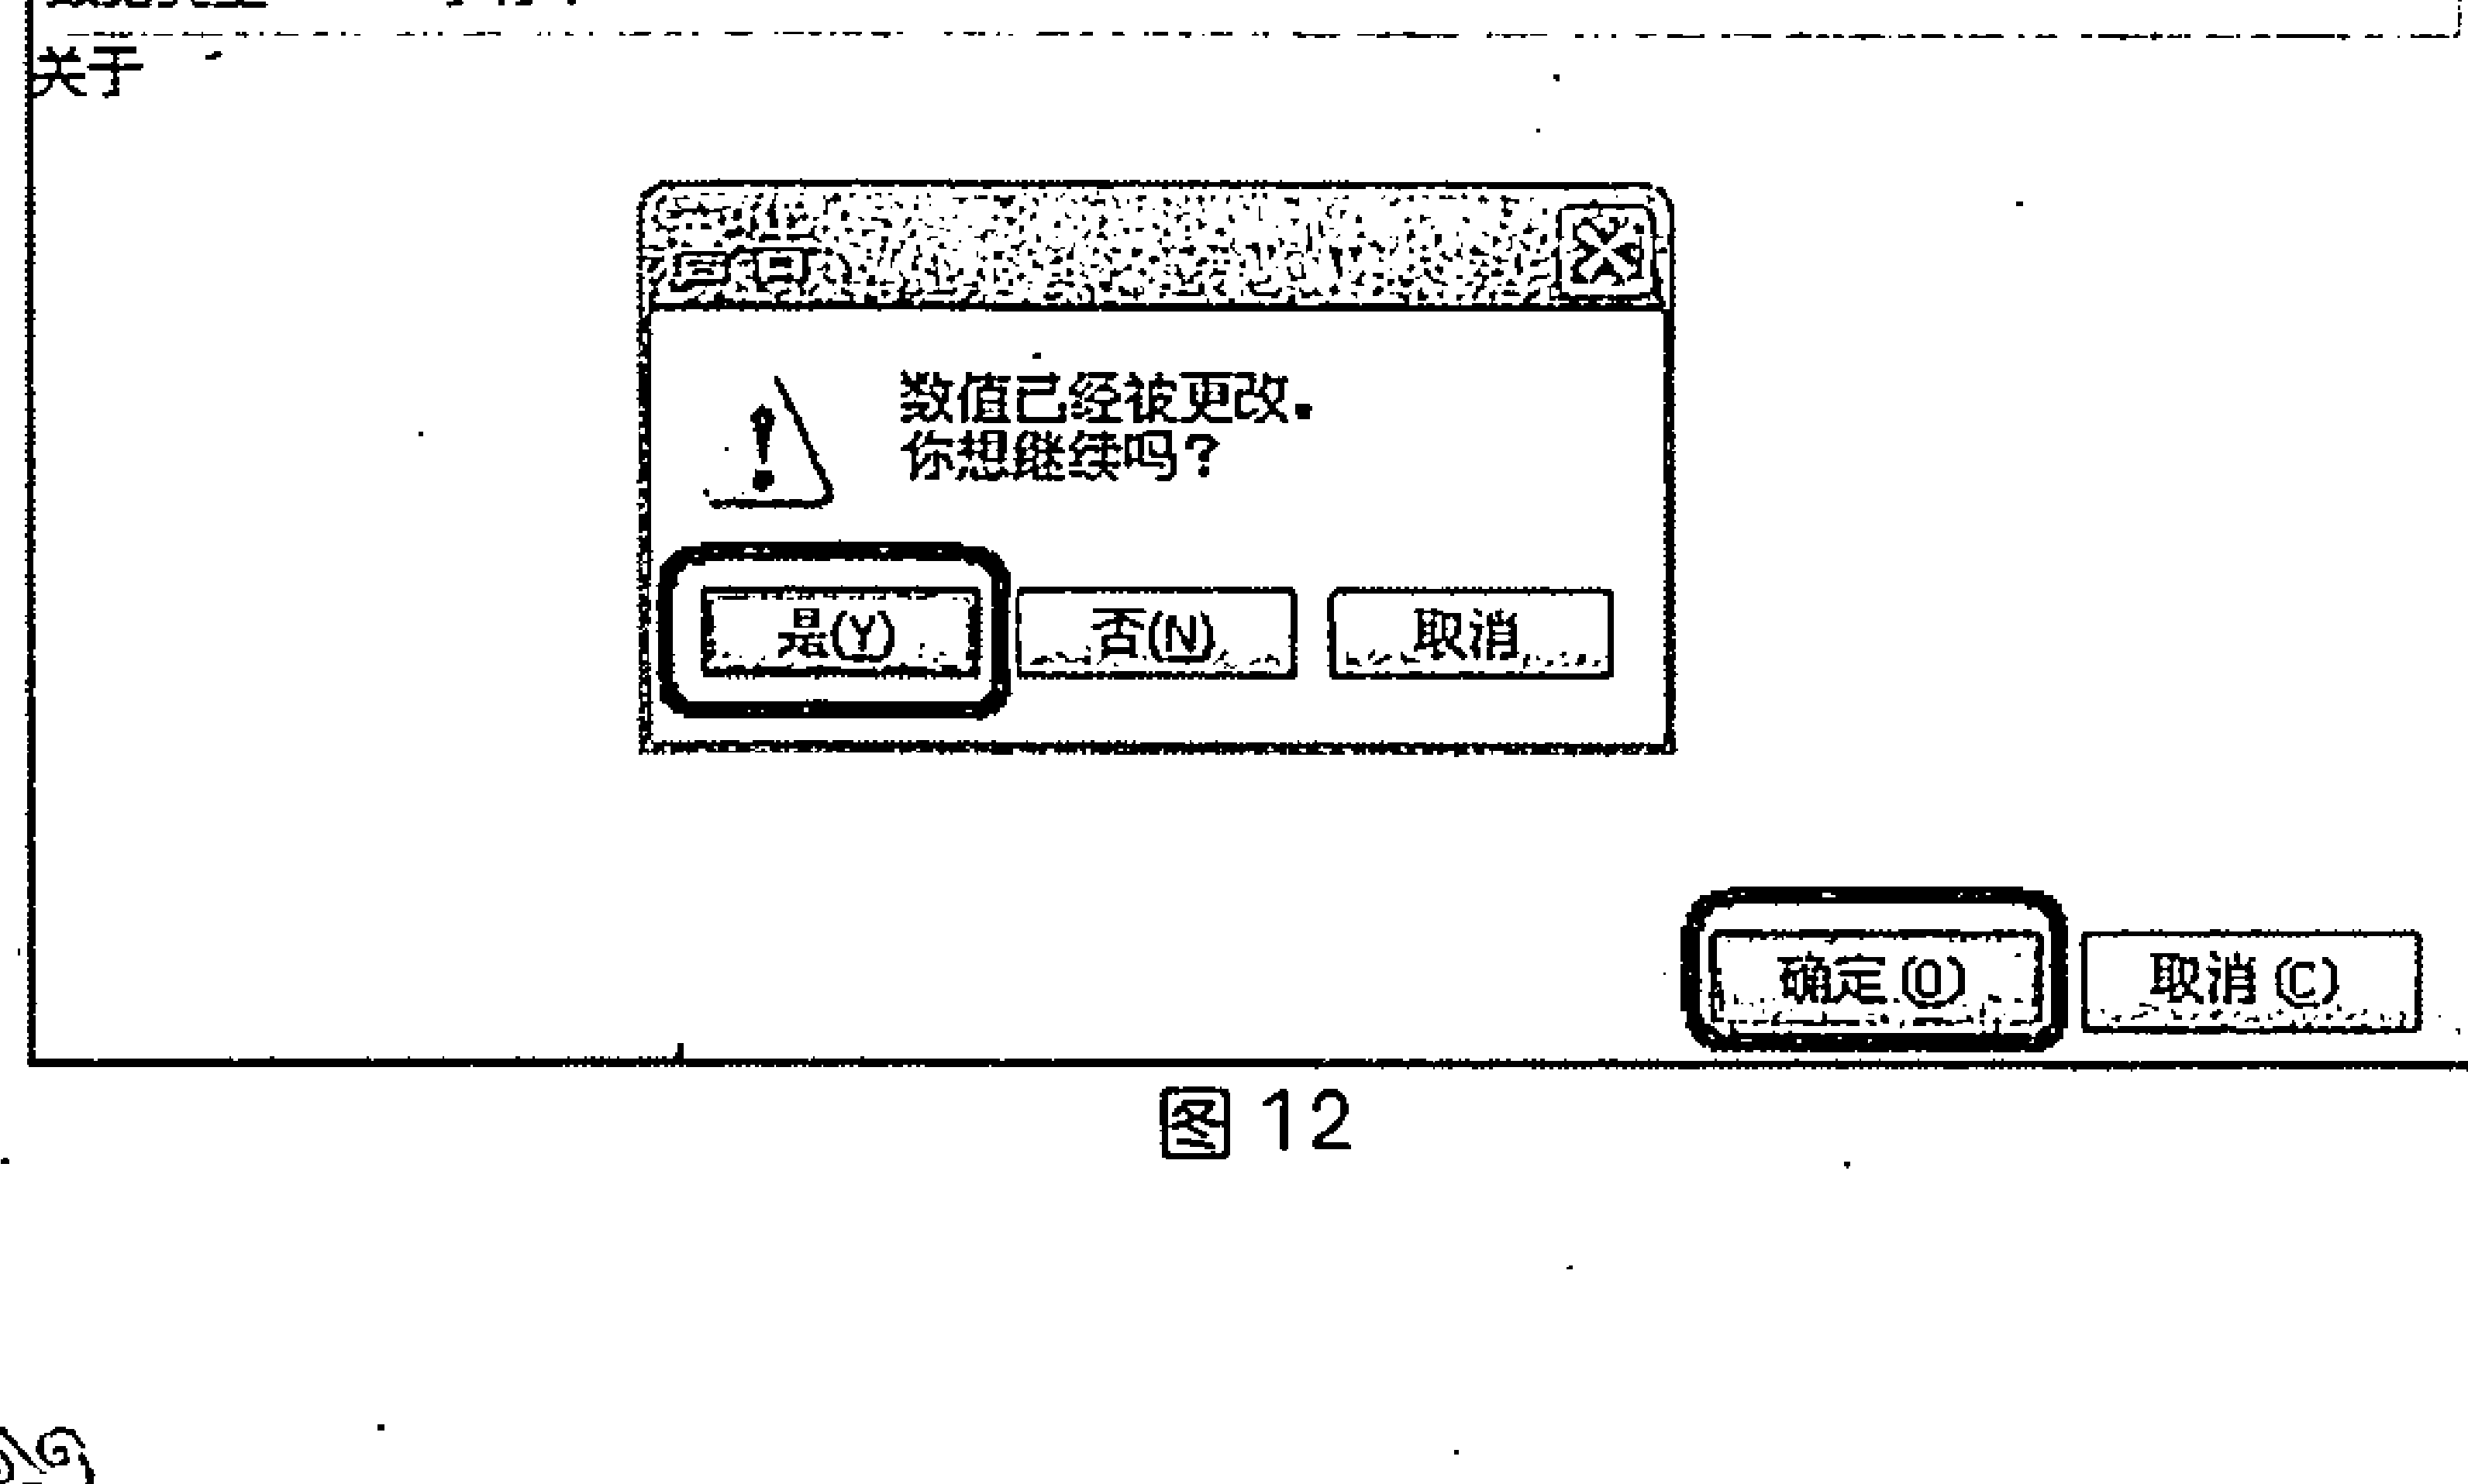 关于
数值已经被更改。
你想继续吗？
是(Y) 否(N) 取消
确定(O) 取消(C)
图 12